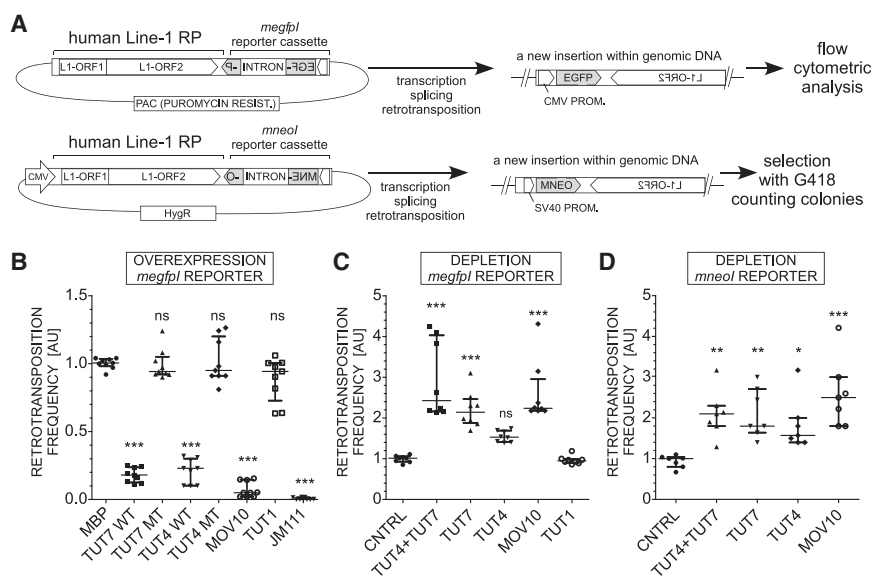 A
human Line-1 RP
megfpI
reporter cassette
L1-ORF1
L1-ORF2
P-
INTRON
EGF-
PAC (PUROMYCIN RESIST.)
transcription
splicing
retrotransposition
a new insertion within genomic DNA
EGFP
L1-ORF2
CMV PROM.
flow
cytometric
analysis
human Line-1 RP
mneoI
reporter cassette
CMV
L1-ORF1
L1-ORF2
O-
INTRON
MNE-
HygR
transcription
splicing
retrotransposition
a new insertion within genomic DNA
MNEO
L1-ORF2
SV40 PROM.
selection
with G418
counting colonies
B
OVEREXPRESSION
megfpI REPORTER
RETROTRANSPOSITION
FREQUENCY [AU]
1.5
1.0
0.5
0.0
ns
ns
ns
***
***
***
***
MBP
TUT7 WT
TUT7 MT
TUT4 WT
TUT4 MT
MOV10
TUT1
JM111
C
DEPLETION
megfpI REPORTER
RETROTRANSPOSITION
FREQUENCY [AU]
5
4
3
2
1
0
***
***
ns
***
CNTRL
TUT4+TUT7
TUT7
TUT4
MOV10
TUT1
D
DEPLETION
mneoI REPORTER
RETROTRANSPOSITION
FREQUENCY [AU]
5
4
3
2
1
0
**
**
*
***
CNTRL
TUT4+TUT7
TUT7
TUT4
MOV10